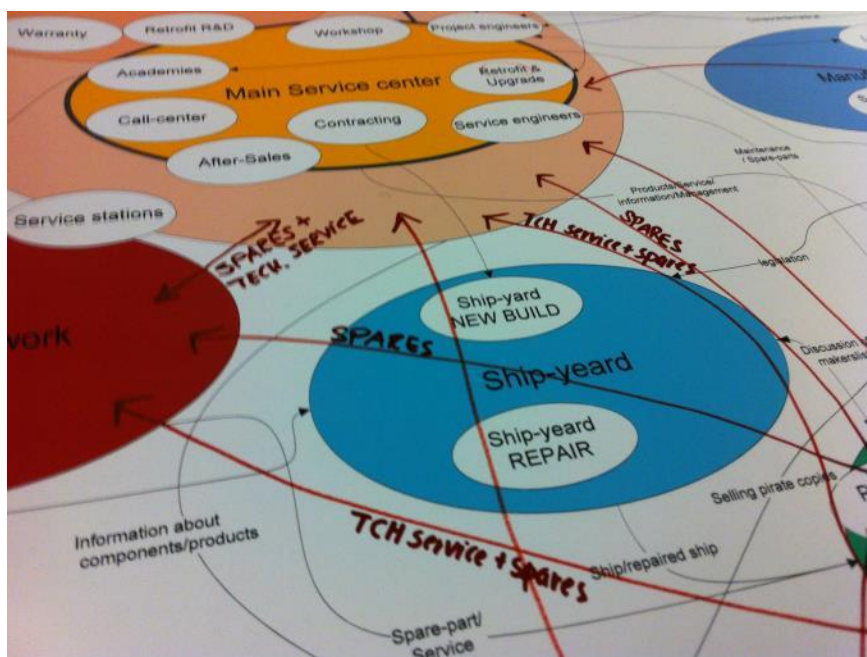 Warranty
Retrofit R&D
Workshop
Project engineers
Academies
Main Service center
Retrofit &
Upgrade
Call-center
Contracting
Service engineers
After-Sales
Service stations
Maintenance
/ Spare-parts
Products/Service/
information/Management
SPARES +
TECH. SERVICE
SPARES
TCH service + spares
legislation
Ship-yard
NEW BUILD
work
SPARES
Ship-yeard
Discussion
makerslist
Ship-yeard
REPAIR
Selling pirate copies
Information about
components/products
TCH service + spares
Ship/repaired ship
Spare-part/
Service